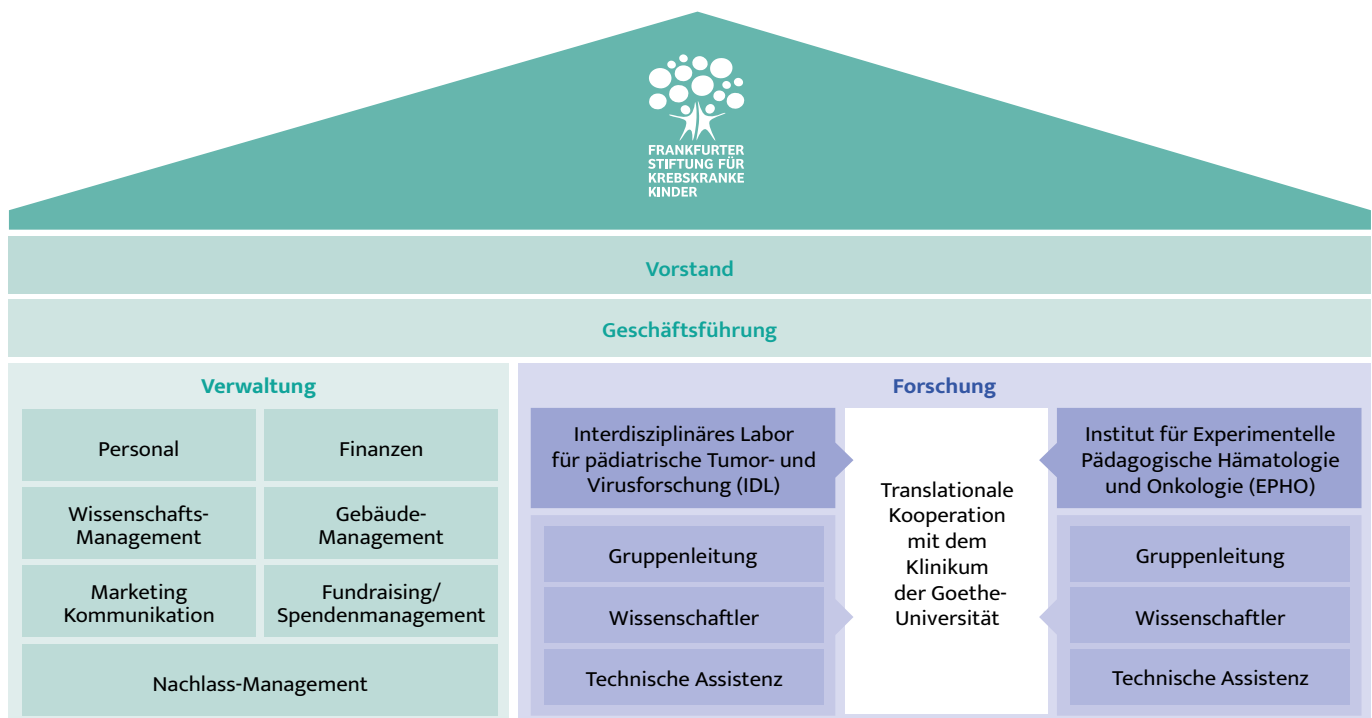 FRANKFURTER
STIFTUNG FÜR
KREBSKRANKE
KINDER
Vorstand
Geschäftsführung
Verwaltung
Personal
Finanzen
Wissenschafts-
Management
Gebäude-
Management
Marketing
Kommunikation
Fundraising/
Spendenmanagement
Nachlass-Management
Forschung
Interdisziplinäres Labor
für pädiatrische Tumor- und
Virusforschung (IDL)
Gruppenleitung
Wissenschaftler
Technische Assistenz
Translationale
Kooperation
mit dem
Klinikum
der Goethe-
Universität
Institut für Experimentelle
Pädagogische Hämatologie
und Onkologie (EPHO)
Gruppenleitung
Wissenschaftler
Technische Assistenz